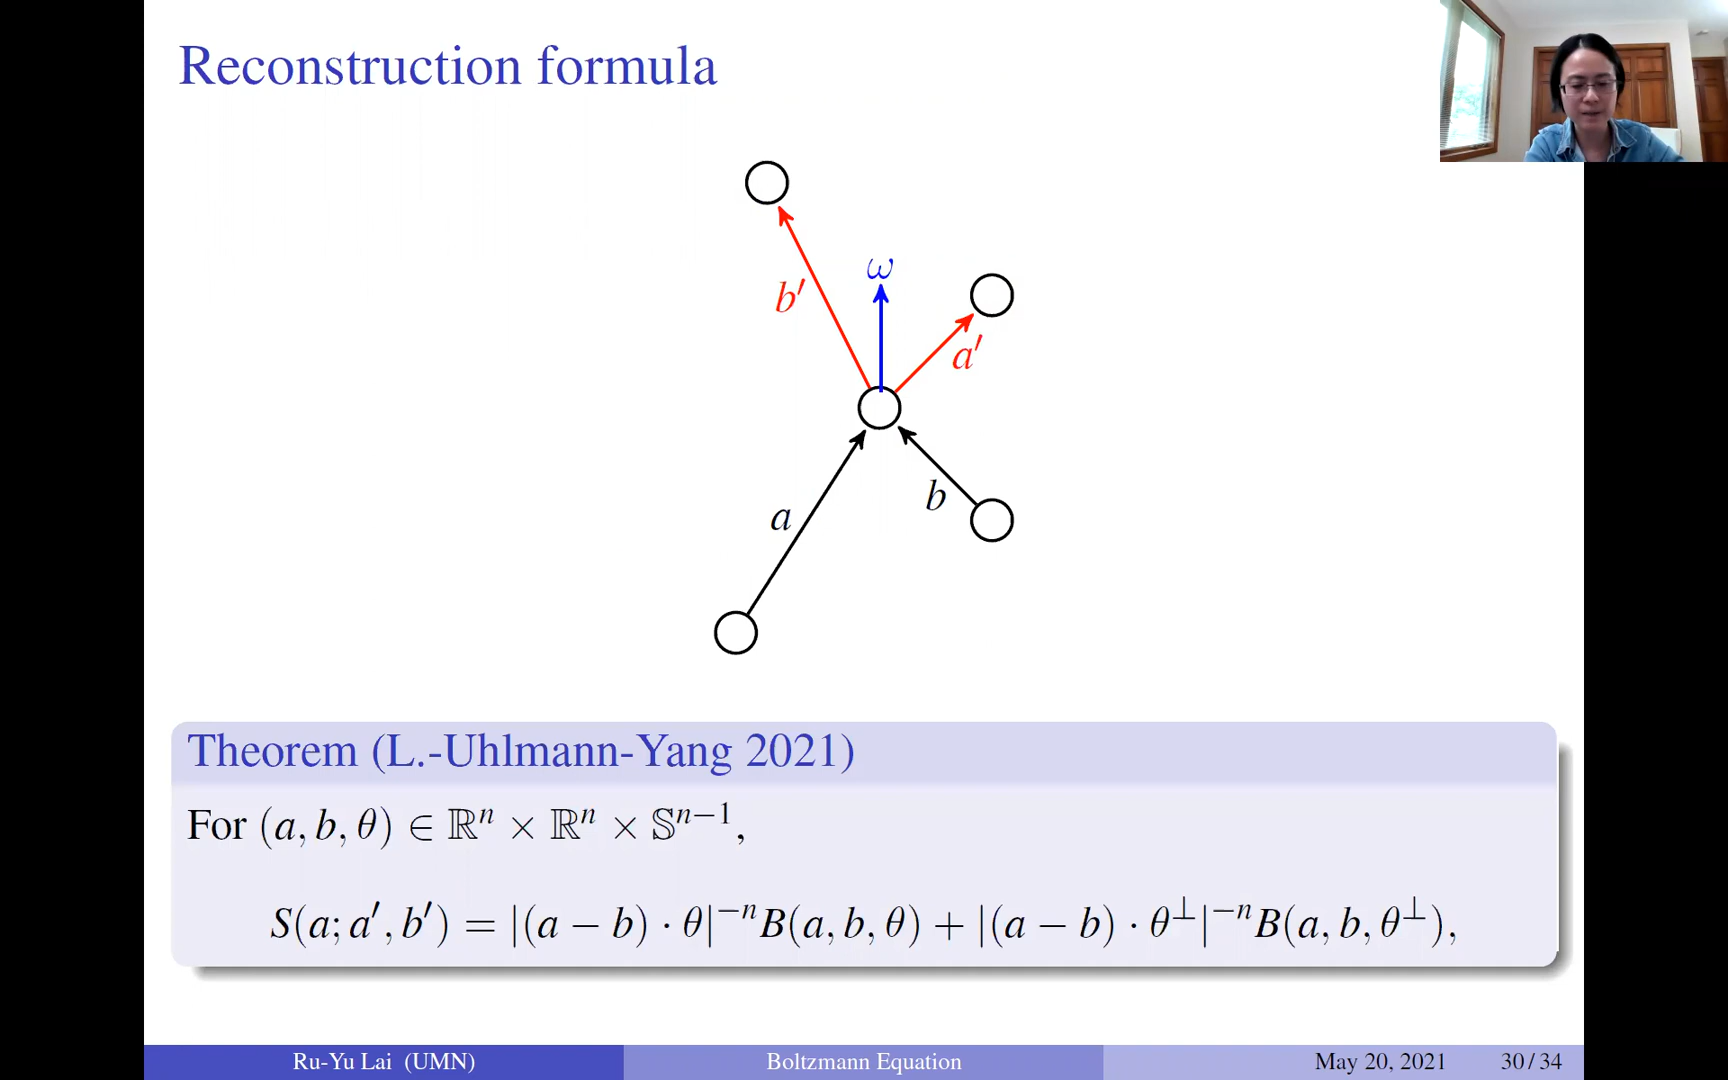 Reconstruction formula
ω
b′
a′
a
b
Theorem (L.-Uhlmann-Yang 2021)
For (a, b, θ) ∈ ℝⁿ × ℝⁿ × 𝕊ⁿ⁻¹,
S(a; a′, b′) = |(a − b) · θ|⁻ⁿB(a, b, θ) + |(a − b) · θ^⊥|⁻ⁿB(a, b, θ^⊥),
Ru-Yu Lai (UMN) Boltzmann Equation May 20, 2021 30 / 34